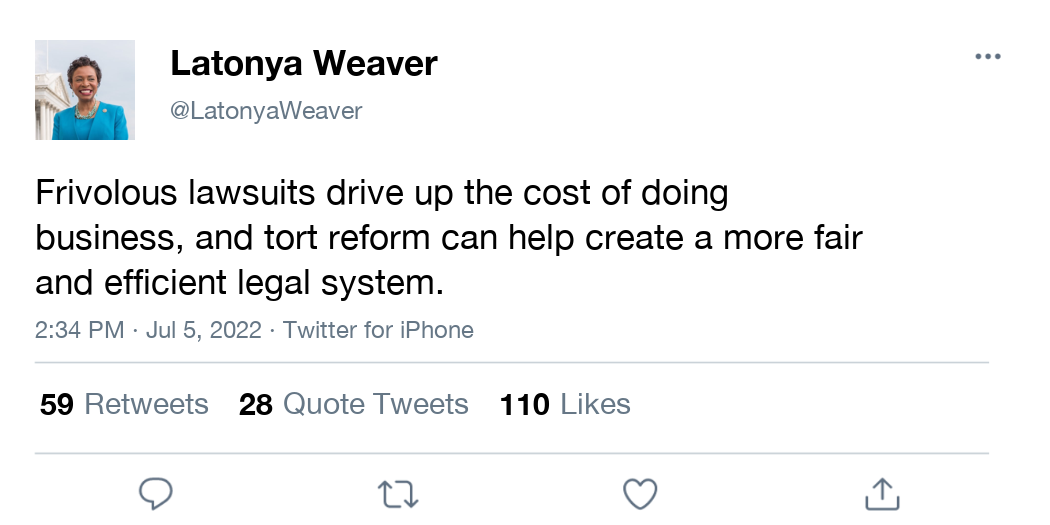 Latonya Weaver
@LatonyaWeaver
Frivolous lawsuits drive up the cost of doing
business, and tort reform can help create a more fair
and efficient legal system.
2:34 PM · Jul 5, 2022 · Twitter for iPhone
59 Retweets 28 Quote Tweets 110 Likes